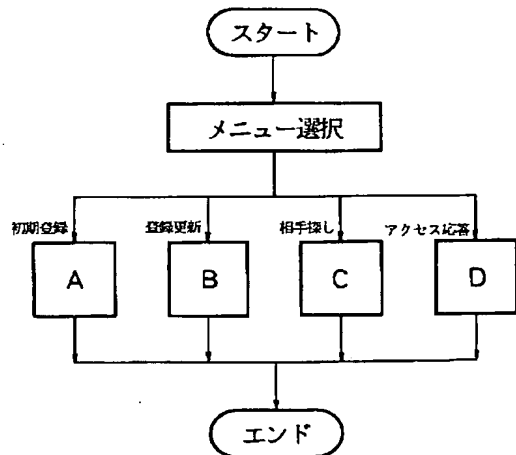 スタート
メニュー選択
初期登録
登録更新
相手探し
アクセス応答
A
B
C
D
エンド